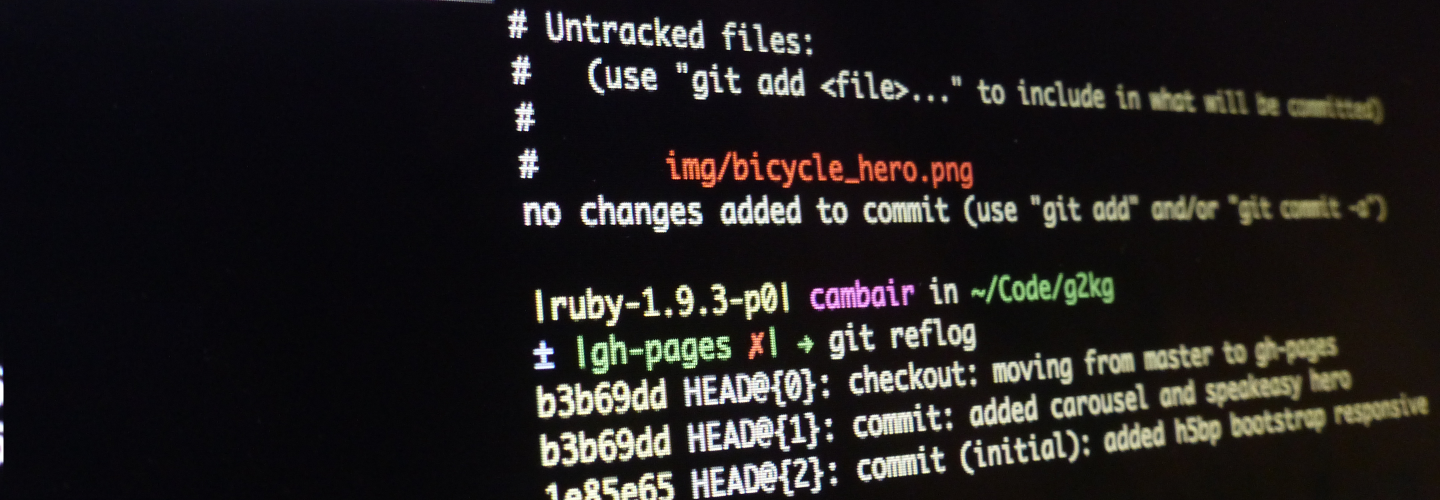 # Untracked files:
#   (use "git add <file>..." to include in what will be committed)
#
#       img/bicycle_hero.png
no changes added to commit (use "git add" and/or "git commit -a")
|ruby-1.9.3-p0| cambair in ~/Code/g2kg
± |gh-pages ✗| → git reflog
b3b69dd HEAD@{0}: checkout: moving from master to gh-pages
b3b69dd HEAD@{1}: commit: added carousel and speakeasy hero
1e85e65 HEAD@{2}: commit (initial): added h5bp bootstrap responsive